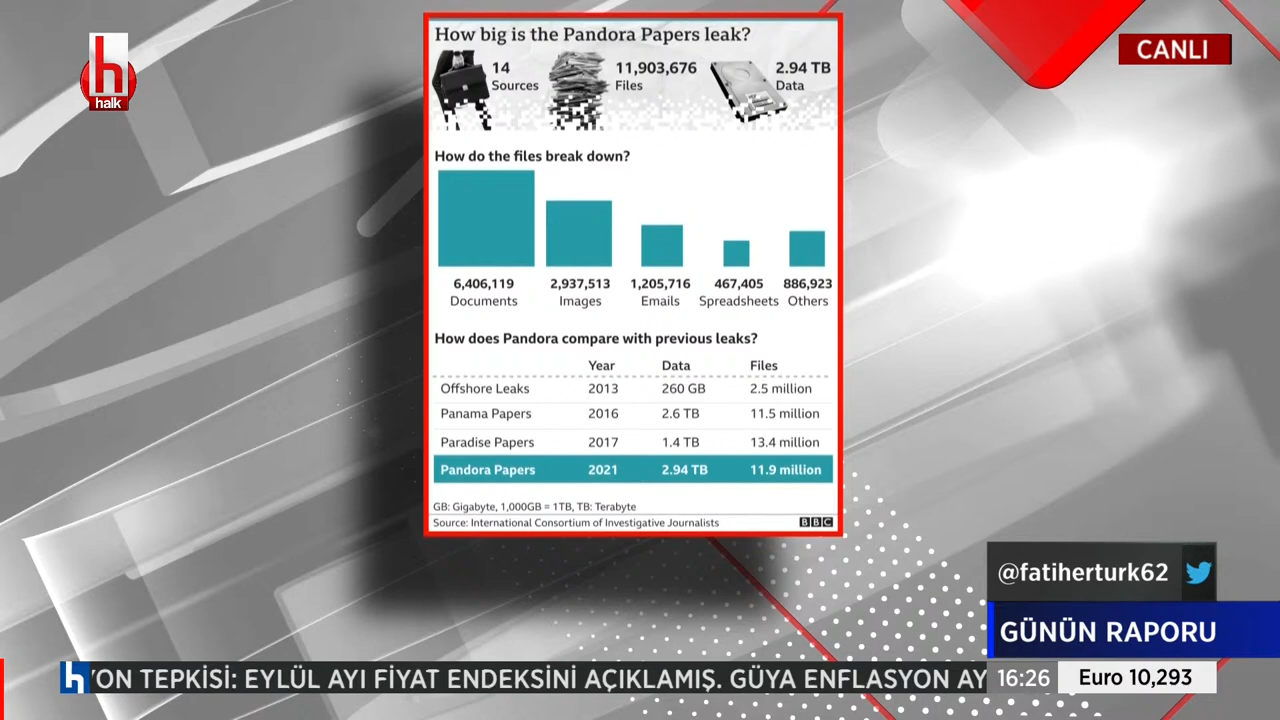 How big is the Pandora Papers leak?
14
Sources
11,903,676
Files
2.94 TB
Data
How do the files break down?
6,406,119
Documents
2,937,513
Images
1,205,716
Emails
467,405
Spreadsheets
886,923
Others
How does Pandora compare with previous leaks?
Year Data Files
Offshore Leaks 2013 260 GB 2.5 million
Panama Papers 2016 2.6 TB 11.5 million
Paradise Papers 2017 1.4 TB 13.4 million
Pandora Papers 2021 2.94 TB 11.9 million
GB: Gigabyte, 1,000GB = 1TB, TB: Terabyte
Source: International Consortium of Investigative Journalists BBC
h
halk
CANLI
@fatiherturk62
GÜNÜN RAPORU
h YON TEPKİSİ: EYLÜL AYI FİYAT ENDEKSİNİ AÇIKLAMIŞ. GÜYA ENFLASYON AY
16:26 Euro 10,293